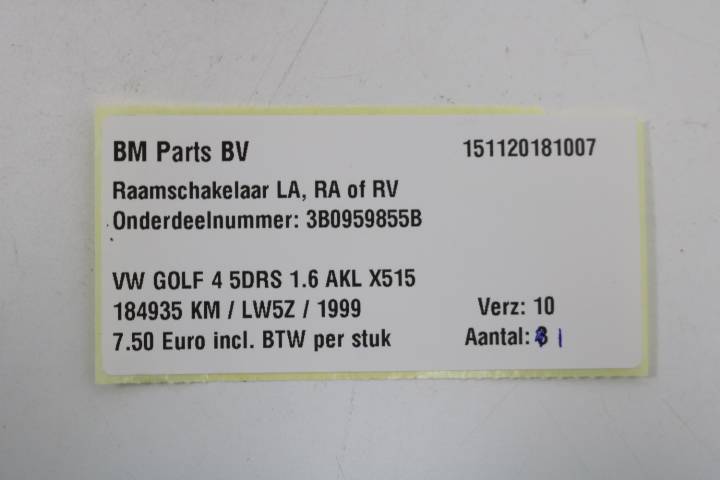 BM Parts BV 151120181007
Raamschakelaar LA, RA of RV
Onderdeelnummer: 3B0959855B
VW GOLF 4 5DRS 1.6 AKL X515
184935 KM / LW5Z / 1999 Verz: 10
7.50 Euro incl. BTW per stuk Aantal: 1